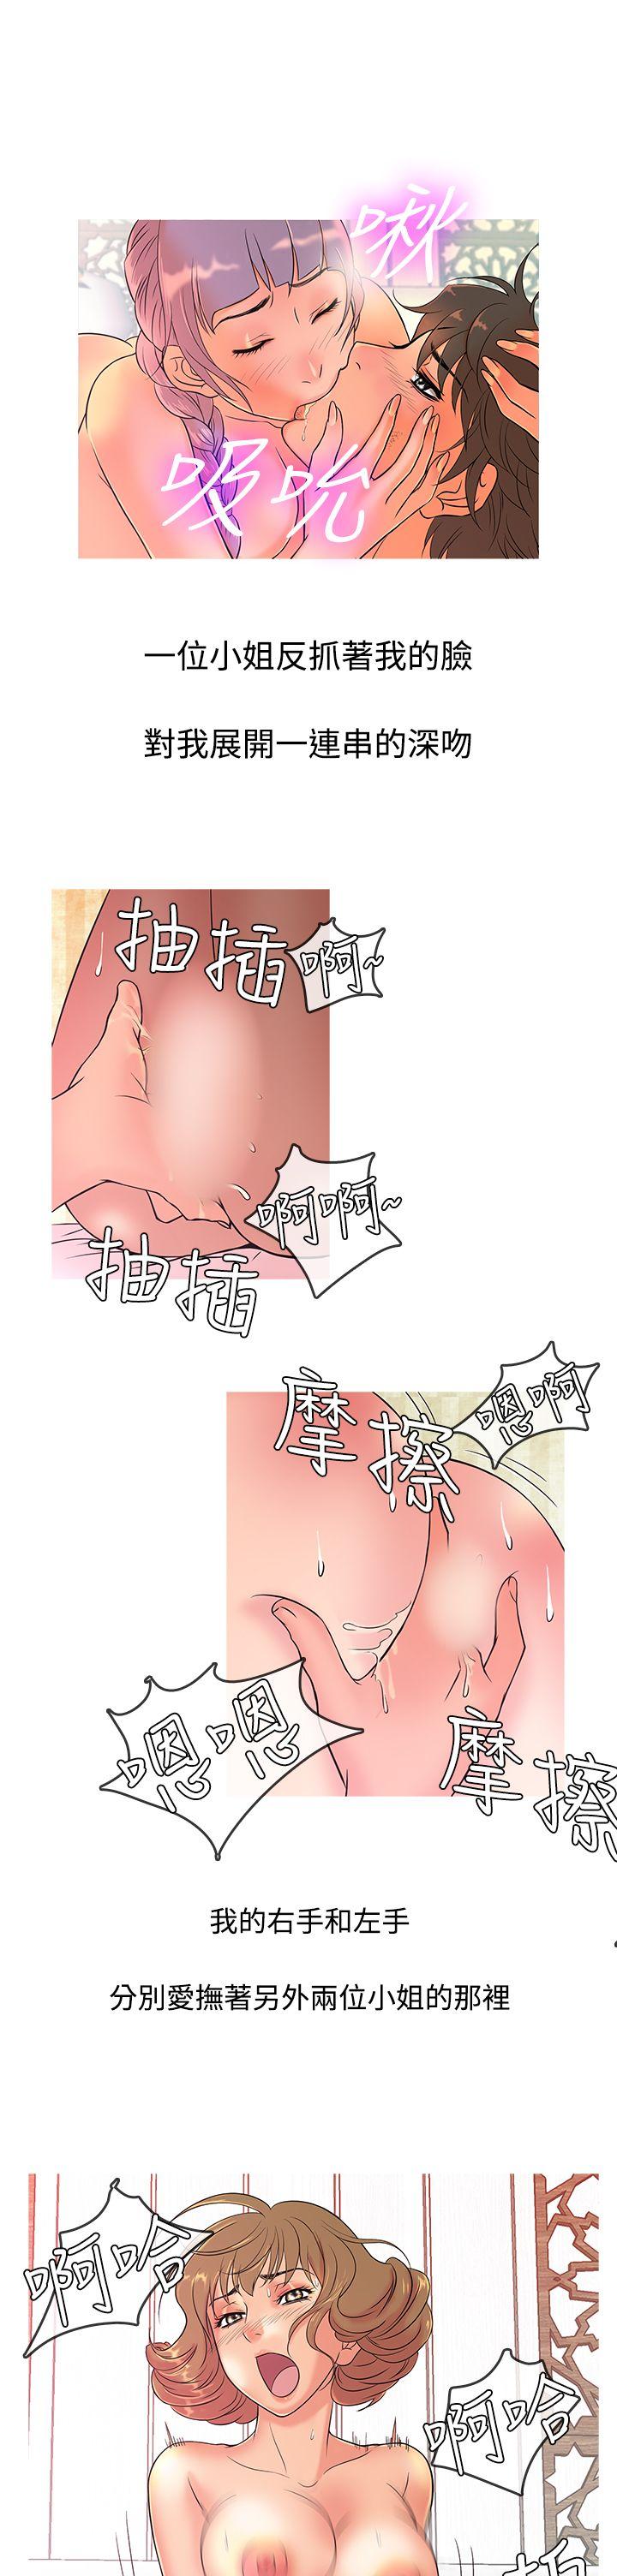 啾
吸吮
一位小姐反抓著我的臉
對我展開一連串的深吻
抽插
啊~
啊啊~
抽插
摩擦
嗯啊
嗯嗯
摩擦
我的右手和左手
分別愛撫著另外兩位小姐的那裡
啊哈
啊哈